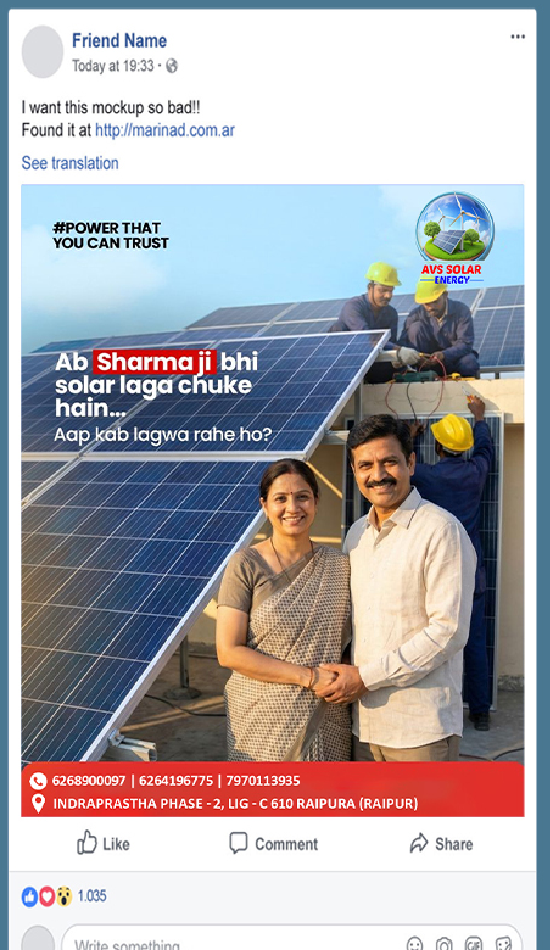 Friend Name
Today at 19:33 ·
I want this mockup so bad!!
Found it at http://marinad.com.ar
See translation
#POWER THAT
YOU CAN TRUST
AVS SOLAR
ENERGY
Ab Sharma ji bhi
solar laga chuke
hain...
Aap kab lagwa rahe ho?
6268900097 | 6264196775 | 7970113935
INDRAPRASTHA PHASE - 2, LIG - C 610 RAIPURA (RAIPUR)
Like Comment Share
1.035
Write something
GIF